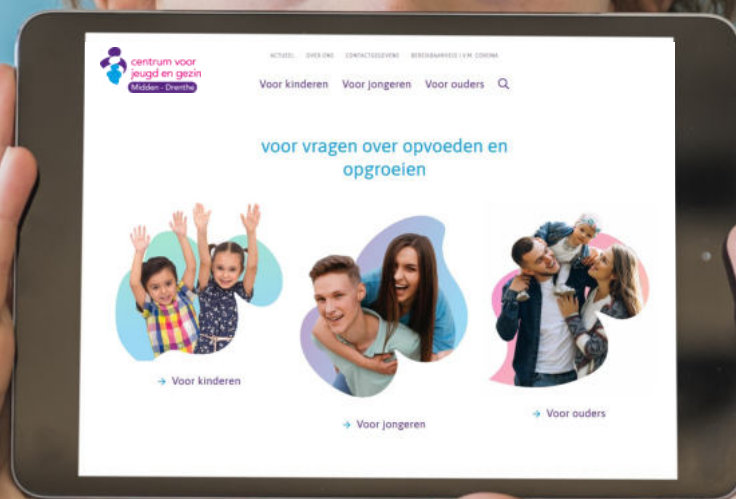 centrum voor
jeugd en gezin
Midden - Drenthe
ACTUEEL OVER ONS CONTACTGEGEVENS BEREIKBAARHEID I.V.M. CORONA
Voor kinderen Voor jongeren Voor ouders
voor vragen over opvoeden en
opgroeien
→ Voor kinderen
→ Voor jongeren
→ Voor ouders